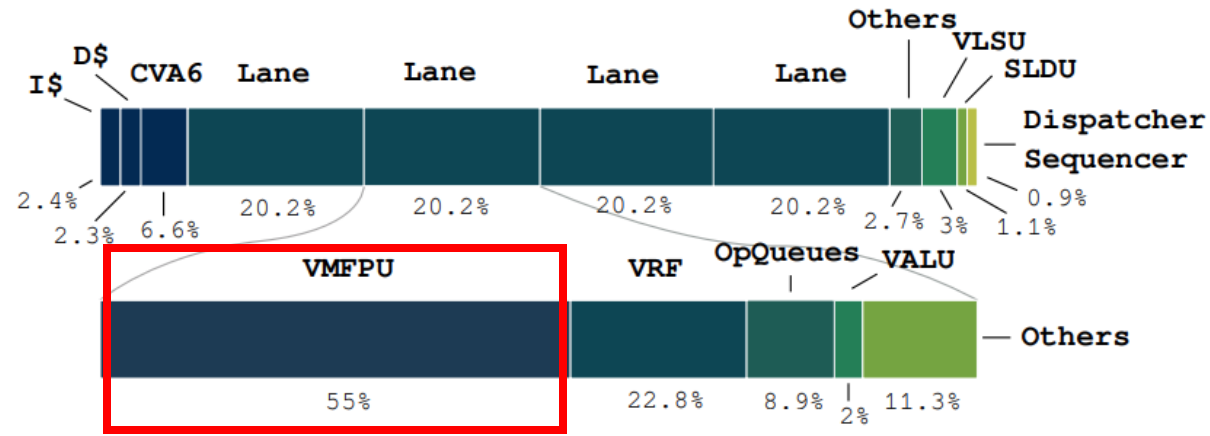 I$
D$
CVA6
Lane
Lane
Lane
Lane
Others
VLSU
SLDU
Dispatcher
Sequencer
2.4%
2.3%
6.6%
20.2%
20.2%
20.2%
20.2%
2.7%
3%
1.1%
0.9%
VMFPU
VRF
OpQueues
VALU
Others
55%
22.8%
8.9%
2%
11.3%